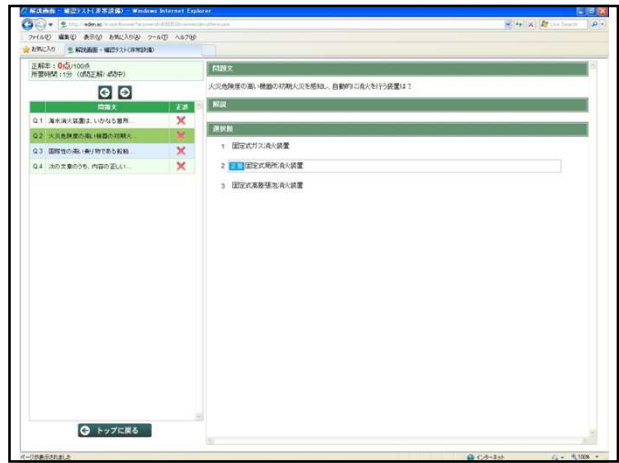 解説画面 - 確認テスト(非常設備) - Windows Internet Explorer
Live Search
ファイル(F) 編集(E) 表示(V) お気に入り(A) ツール(T) ヘルプ(H)
お気に入り 解説画面 - 確認テスト(非常設備)
正解率:0点/100点
所要時間:1分 (0問正解/4問中)
問題文 正誤
Q.1 海水消火装置は、いかなる箇所...
Q.2 火災危険度の高い機器の初期火...
Q.3 国際性の高い乗り物である船舶...
Q.4 次の文章のうち、内容の正しい...
トップに戻る
問題文
火災危険度の高い機器の初期火災を感知し、自動的に消火を行う装置は?
解説
選択肢
1 固定式ガス消火装置
2 正解 固定式局所消火装置
3 固定式高膨張泡消火装置
ページが表示されました
インターネット 100%